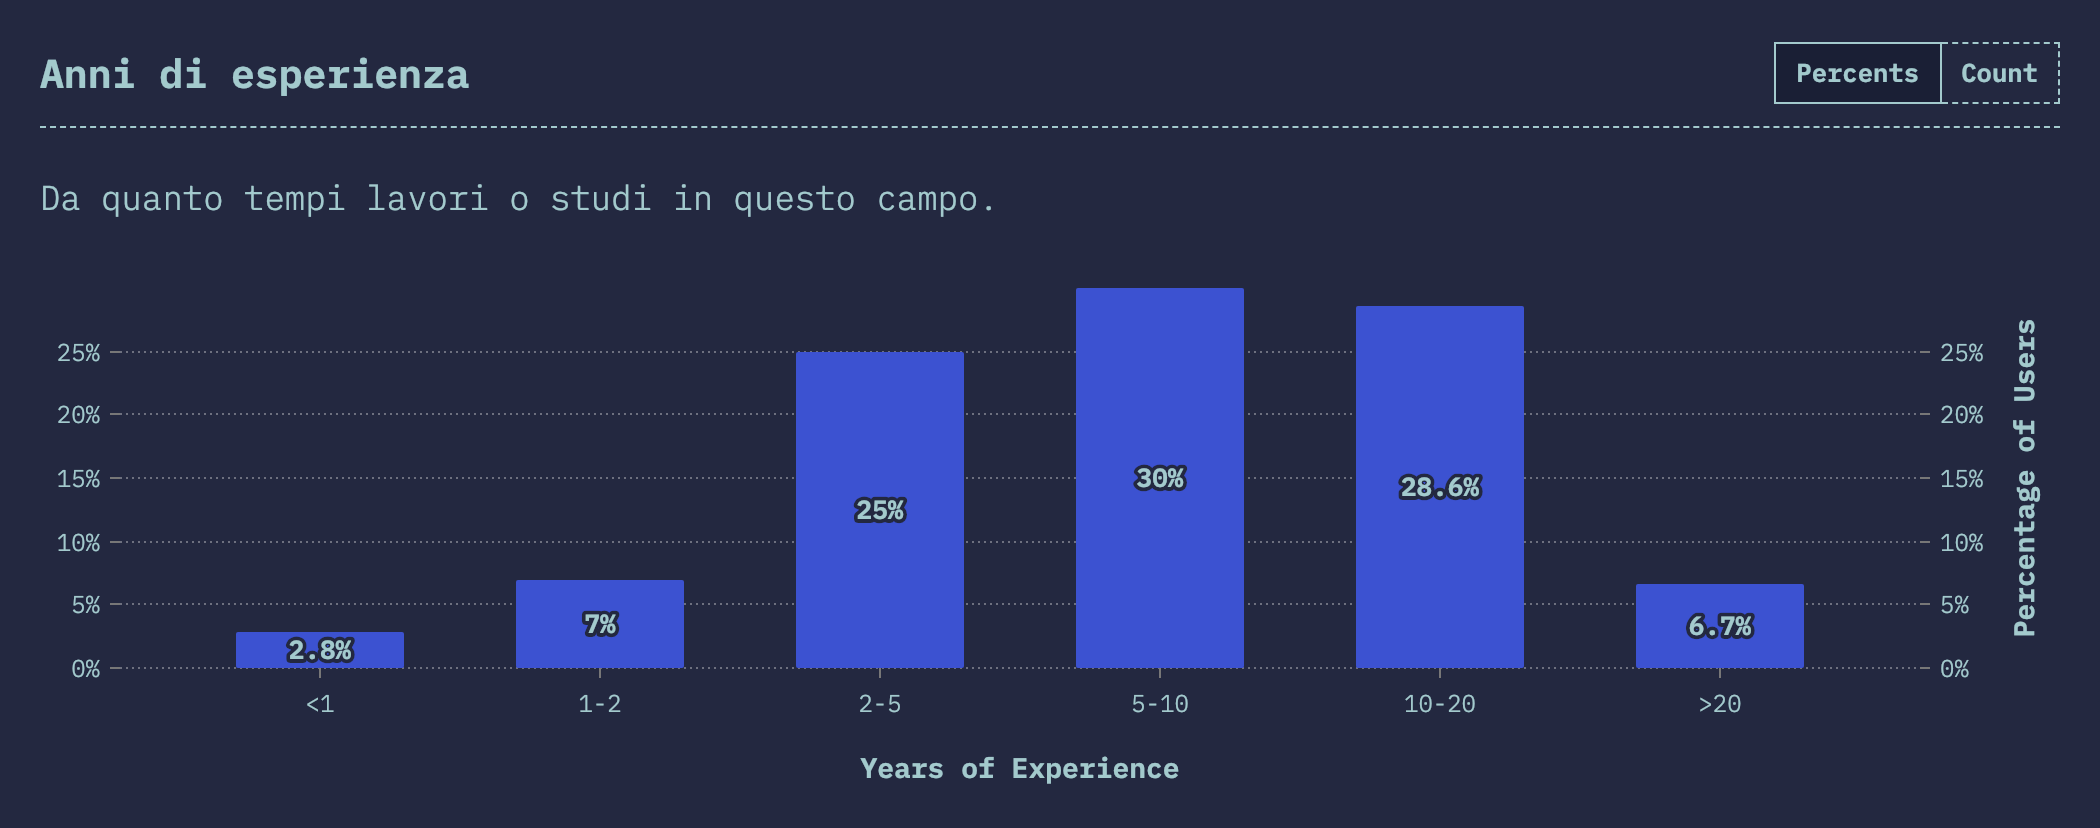 Anni di esperienza
Percents Count
Da quanto tempi lavori o studi in questo campo.
25% 25%
20% 20%
15% 15%
10% 10%
5% 5%
0% 0%
2.8% 7% 25% 30% 28.6% 6.7%
<1 1-2 2-5 5-10 10-20 >20
Years of Experience
Percentage of Users